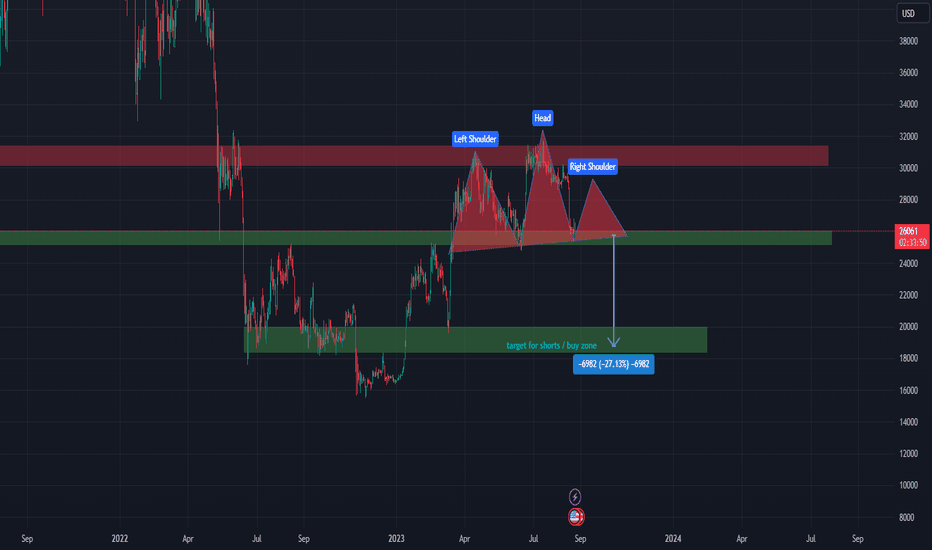 USD
38000
36000
34000
Head
32000
Left Shoulder
Right Shoulder
30000
28000
26061
02:33:50
24000
22000
20000
target for shorts / buy zone
18000
-6982 (-27.13%) -6982
16000
14000
12000
10000
8000
Sep 2022 Apr Jul Sep 2023 Apr Jul Sep 2024 Apr Jul Sep